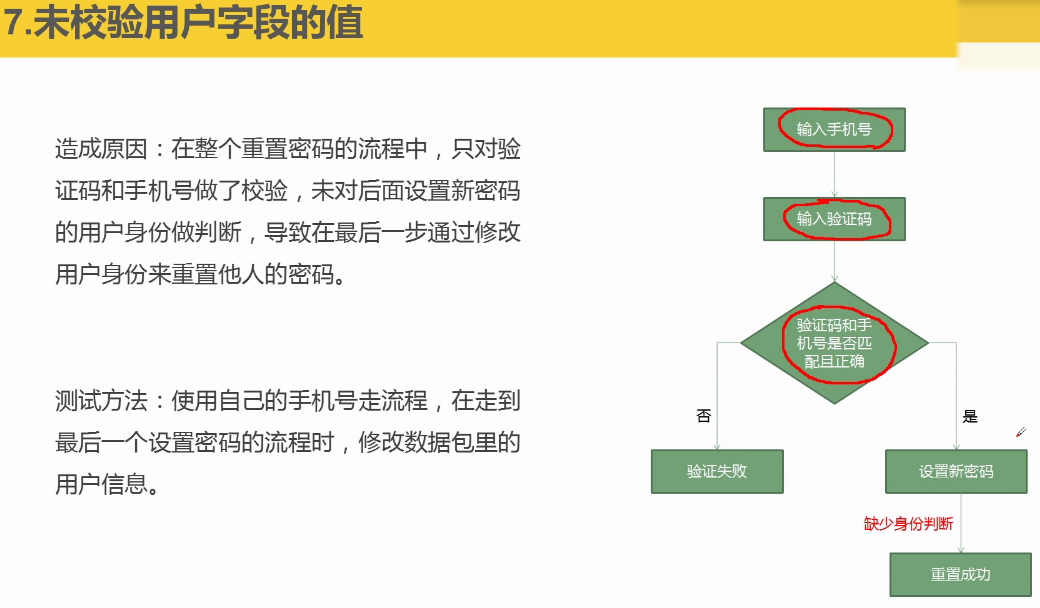 7.未校验用户字段的值
造成原因：在整个重置密码的流程中，只对验
证码和手机号做了校验，未对后面设置新密码
的用户身份做判断，导致在最后一步通过修改
用户身份来重置他人的密码。
测试方法：使用自己的手机号走流程，在走到
最后一个设置密码的流程时，修改数据包里的
用户信息。
输入手机号
输入验证码
验证码和手
机号是否匹
配且正确
否
是
验证失败
设置新密码
缺少身份判断
重置成功